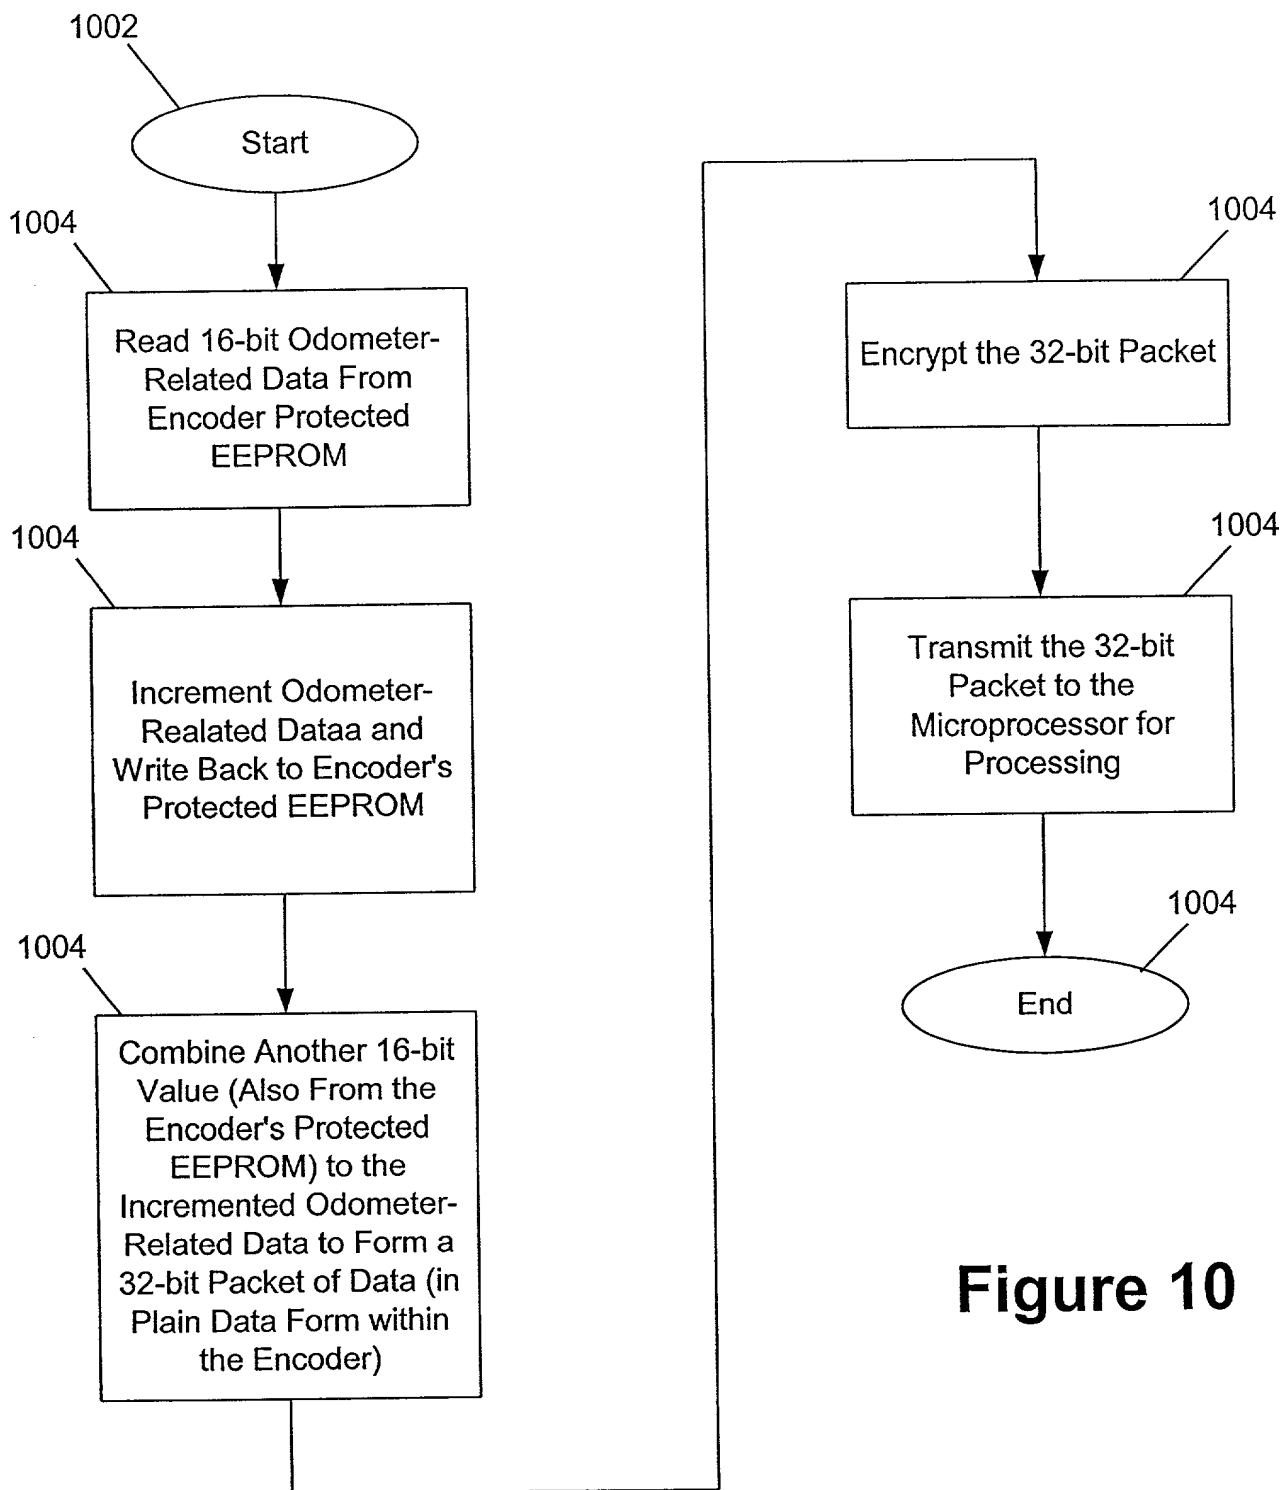 1002
Start
1004
Read 16-bit Odometer-
Related Data From
Encoder Protected
EEPROM
1004
Increment Odometer-
Realated Dataa and
Write Back to Encoder's
Protected EEPROM
1004
Combine Another 16-bit
Value (Also From the
Encoder's Protected
EEPROM) to the
Incremented Odometer-
Related Data to Form a
32-bit Packet of Data (in
Plain Data Form within
the Encoder)
1004
Encrypt the 32-bit Packet
1004
Transmit the 32-bit
Packet to the
Microprocessor for
Processing
1004
End
Figure 10